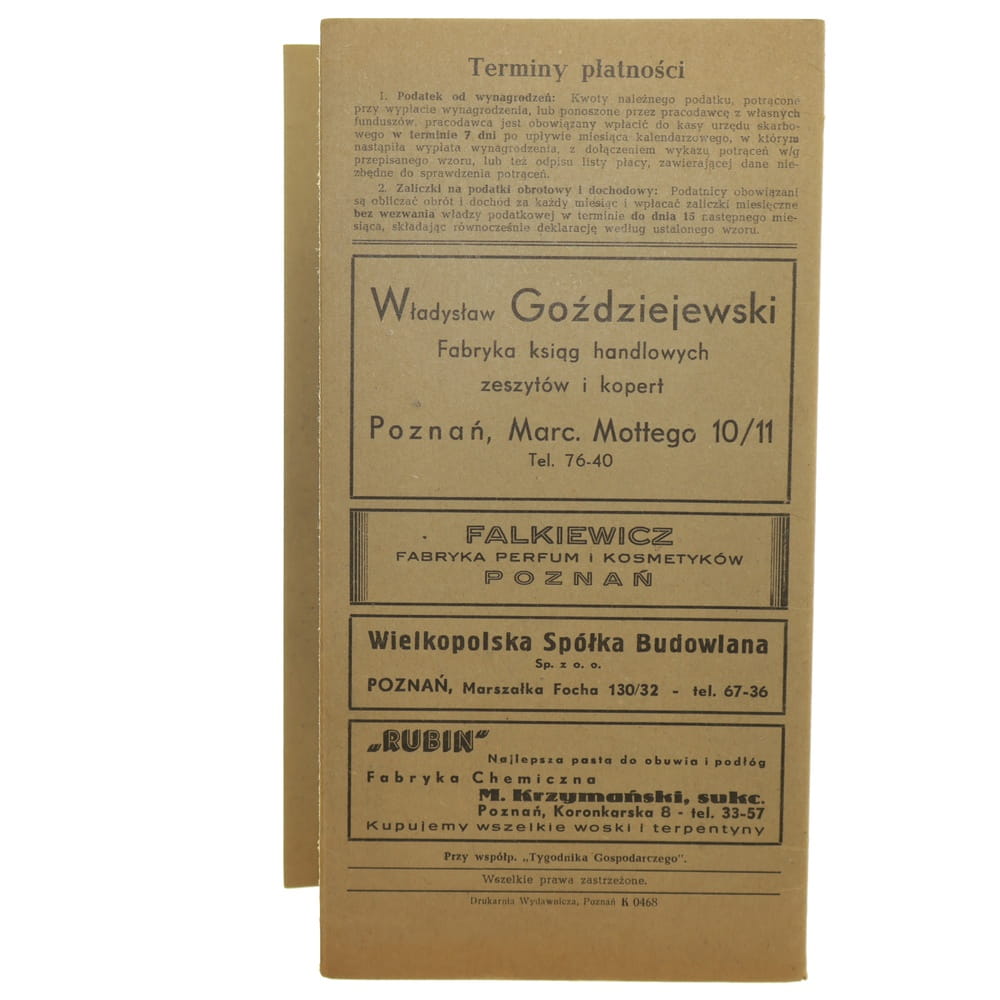 Terminy płatności
1. Podatek od wynagrodzeń: Kwoty należnego podatku, potrącone
przy wypłacie wynagrodzenia, lub ponoszone przez pracodawcę z własnych
funduszów, pracodawca jest obowiązany wpłacić do kasy urzędu skarbo-
wego w terminie 7 dni po upływie miesiąca kalendarzowego, w którym
nastąpiła wypłata wynagrodzenia, z dołączeniem wykazu potrąceń w/g
przepisanego wzoru, lub też odpisu listy płacy, zawierającej dane nie-
zbędne do sprawdzenia potrąceń.
2. Zaliczki na podatki obrotowy i dochodowy: Podatnicy obowiązani
są obliczać obrót i dochód za każdy miesiąc i wpłacać zaliczki miesięczne
bez wezwania władzy podatkowej w terminie do dnia 15 następnego mie-
siąca, składając równocześnie deklarację według ustalonego wzoru.
Władysław Goździejewski
Fabryka ksiąg handlowych
zeszytów i kopert
Poznań, Marc. Mottego 10/11
Tel. 76-40
FALKIEWICZ
FABRYKA PERFUM I KOSMETYKÓW
POZNAŃ
Wielkopolska Spółka Budowlana
Sp. z o. o.
POZNAŃ, Marszałka Focha 130/32 - tel. 67-36
„RUBIN"
Najlepsza pasta do obuwia i podłóg
Fabryka Chemiczna
M. Krzymański, sukc.
Poznań, Koronkarska 8 - tel. 33-57
Kupujemy wszelkie woski i terpentyny
Przy współp. „Tygodnika Gospodarczego".
Wszelkie prawa zastrzeżone.
Drukarnia Wydawnicza, Poznań K 0468